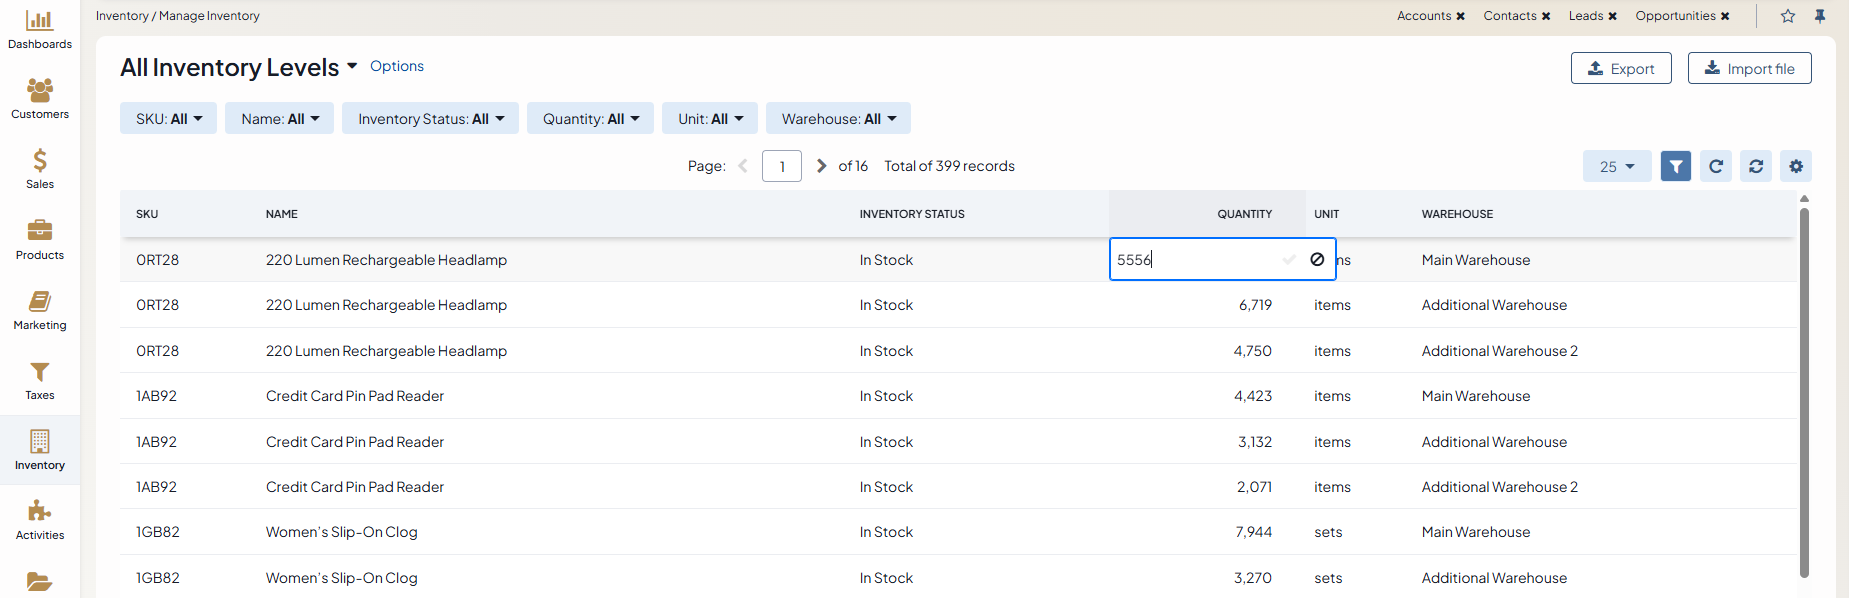 Inventory / Manage Inventory
Accounts ✖ Contacts ✖ Leads ✖ Opportunities ✖
Dashboards
Customers
Sales
Products
Marketing
Taxes
Inventory
Activities
All Inventory Levels Options
Export Import file
SKU: All Name: All Inventory Status: All Quantity: All Unit: All Warehouse: All
Page: 1 of 16 Total of 399 records
25
SKU NAME INVENTORY STATUS QUANTITY UNIT WAREHOUSE
0RT28 220 Lumen Rechargeable Headlamp In Stock 5556 ns Main Warehouse
0RT28 220 Lumen Rechargeable Headlamp In Stock 6,719 items Additional Warehouse
0RT28 220 Lumen Rechargeable Headlamp In Stock 4,750 items Additional Warehouse 2
1AB92 Credit Card Pin Pad Reader In Stock 4,423 items Main Warehouse
1AB92 Credit Card Pin Pad Reader In Stock 3,132 items Additional Warehouse
1AB92 Credit Card Pin Pad Reader In Stock 2,071 items Additional Warehouse 2
1GB82 Women’s Slip-On Clog In Stock 7,944 sets Main Warehouse
1GB82 Women’s Slip-On Clog In Stock 3,270 sets Additional Warehouse